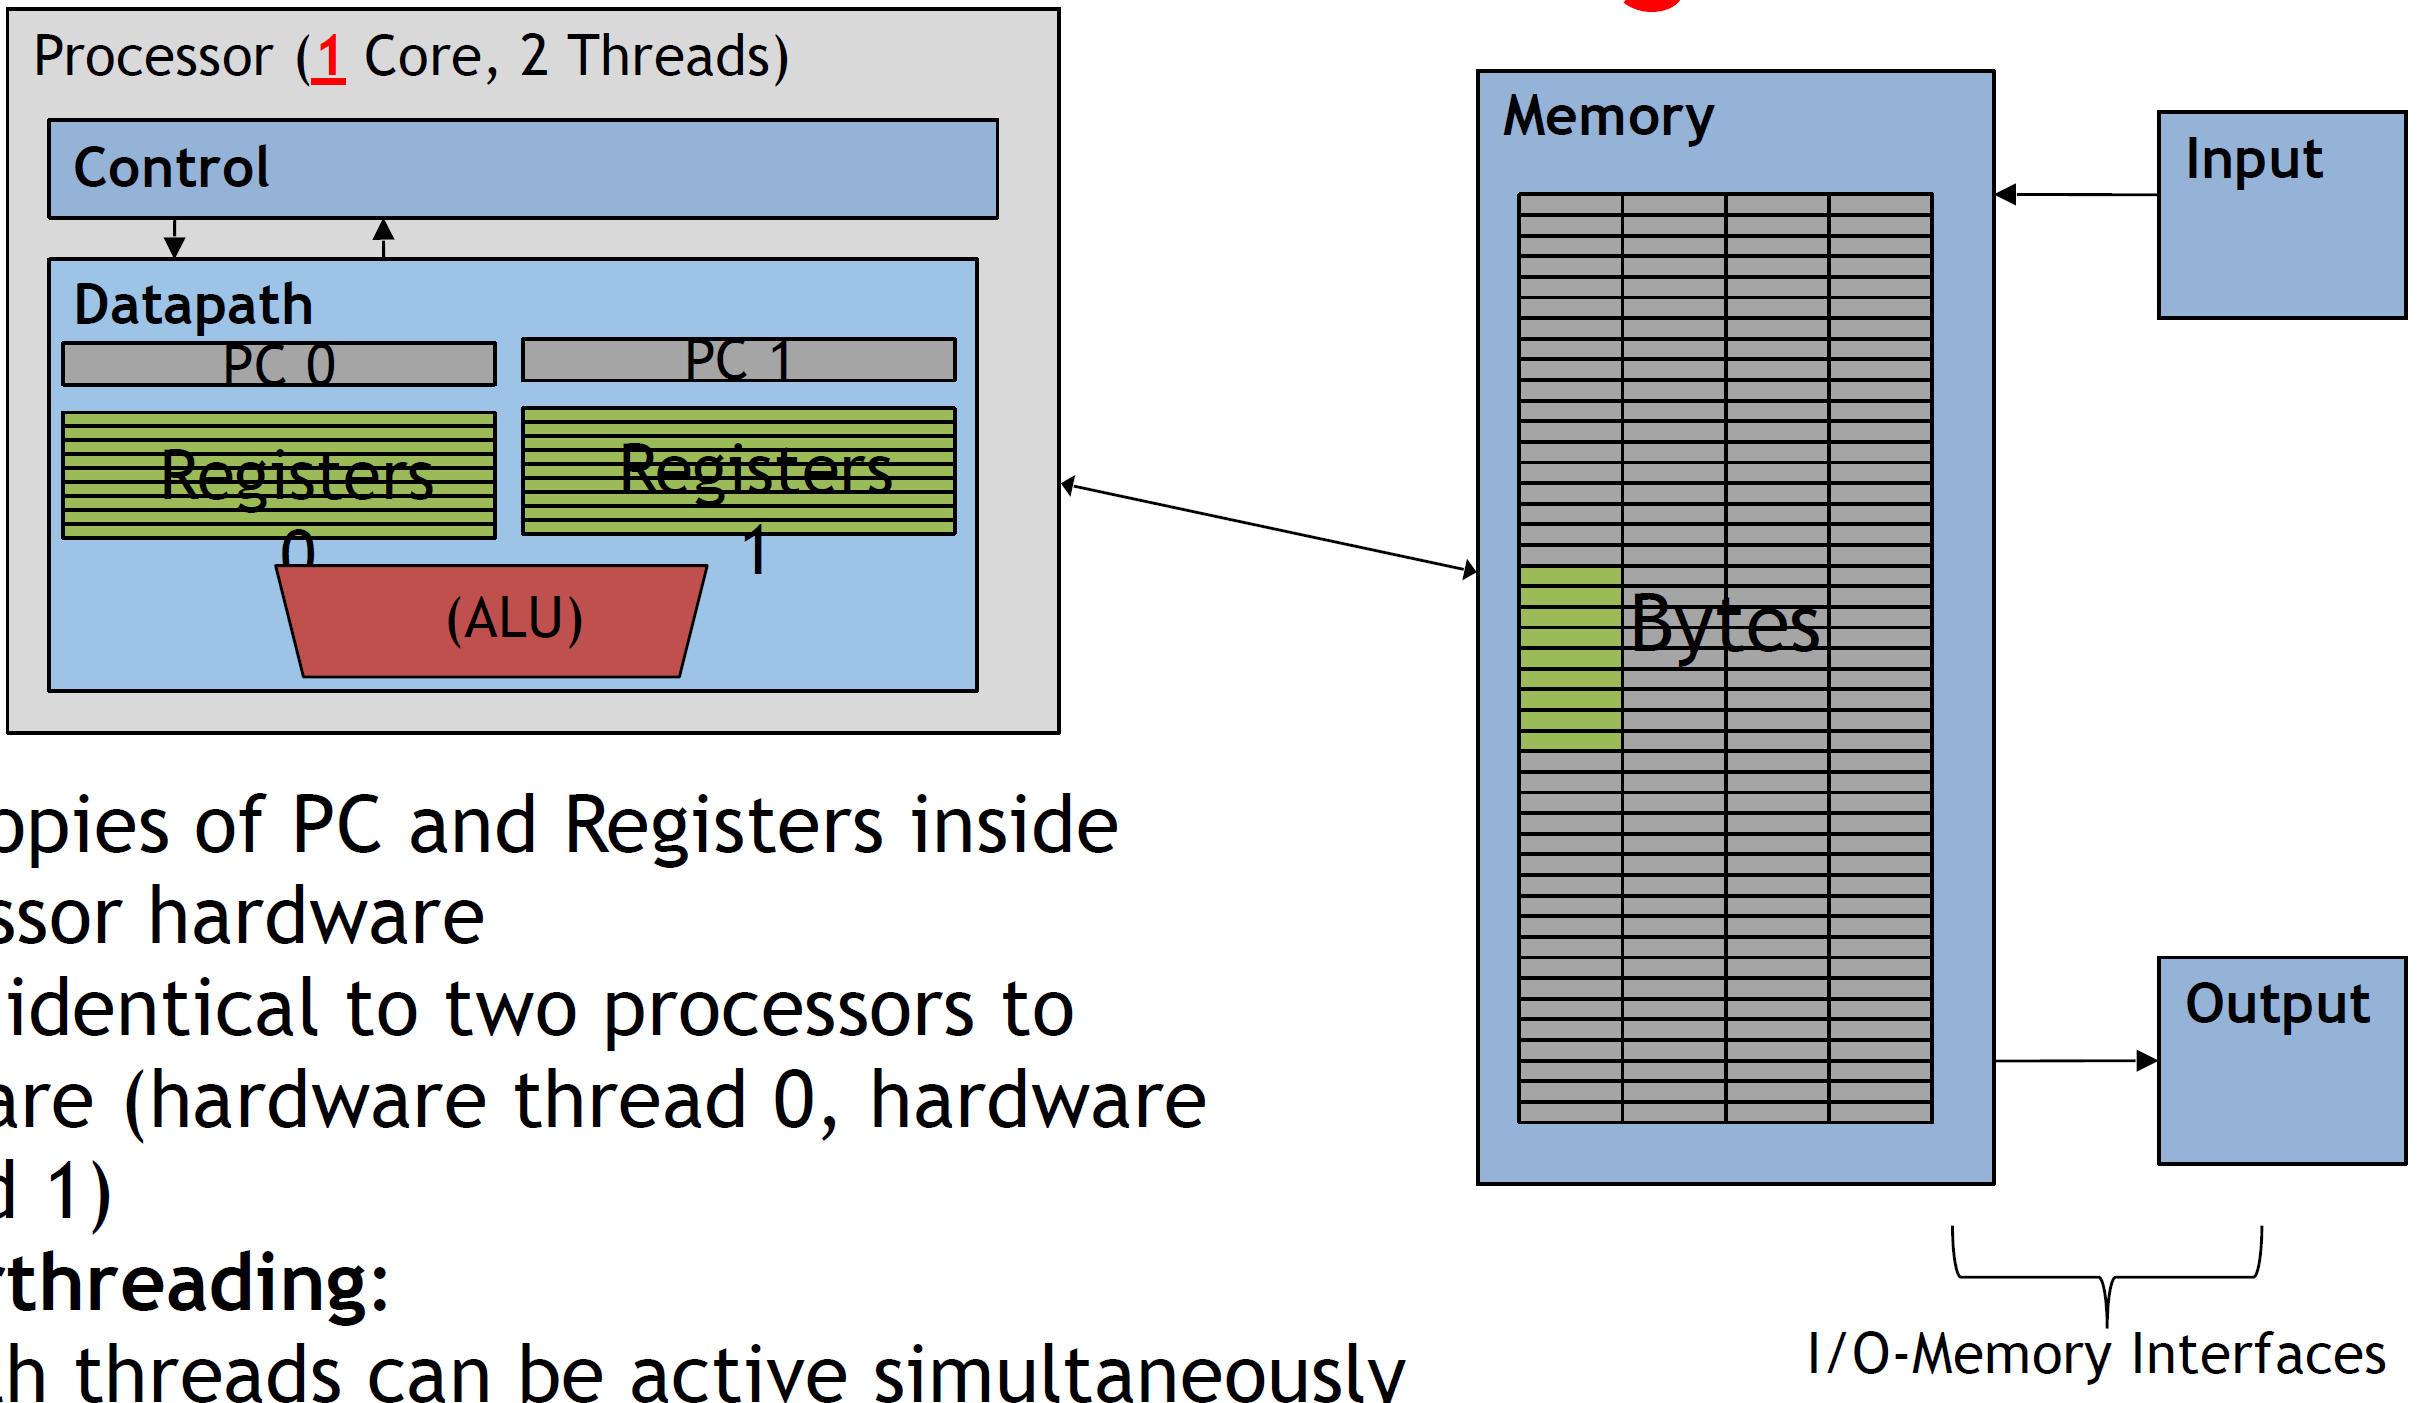 Processor (1 Core, 2 Threads)
Control
Datapath
PC 0
PC 1
Registers
0
Registers
1
(ALU)
Memory
Bytes
Input
Output
I/O-Memory Interfaces
opies of PC and Registers inside
ssor hardware
identical to two processors to
are (hardware thread 0, hardware
d 1)
rthreading:
threads can be active simultaneously